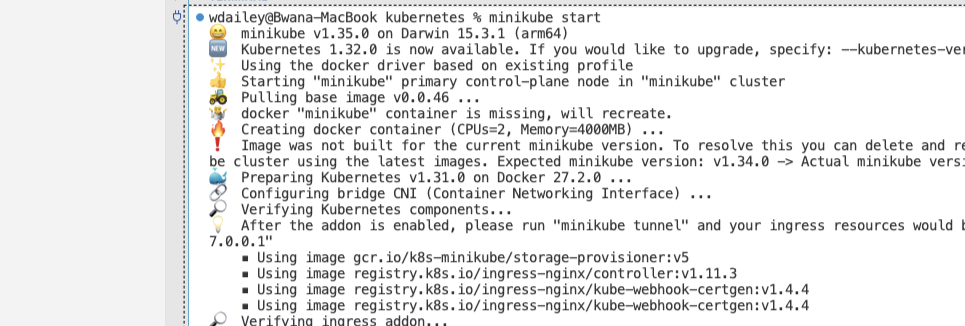 wdailey@Bwana-MacBook kubernetes % minikube start
😄 minikube v1.35.0 on Darwin 15.3.1 (arm64)
🆕 Kubernetes 1.32.0 is now available. If you would like to upgrade, specify: --kubernetes-ver
✨ Using the docker driver based on existing profile
👍 Starting "minikube" primary control-plane node in "minikube" cluster
🚜 Pulling base image v0.0.46 ...
🤷 docker "minikube" container is missing, will recreate.
🔥 Creating docker container (CPUs=2, Memory=4000MB) ...
❗ Image was not built for the current minikube version. To resolve this you can delete and re
be cluster using the latest images. Expected minikube version: v1.34.0 -> Actual minikube versi
🐳 Preparing Kubernetes v1.31.0 on Docker 27.2.0 ...
🔗 Configuring bridge CNI (Container Networking Interface) ...
🔎 Verifying Kubernetes components...
💡 After the addon is enabled, please run "minikube tunnel" and your ingress resources would b
7.0.0.1"
▪ Using image gcr.io/k8s-minikube/storage-provisioner:v5
▪ Using image registry.k8s.io/ingress-nginx/controller:v1.11.3
▪ Using image registry.k8s.io/ingress-nginx/kube-webhook-certgen:v1.4.4
▪ Using image registry.k8s.io/ingress-nginx/kube-webhook-certgen:v1.4.4
🔎 Verifying ingress addon...